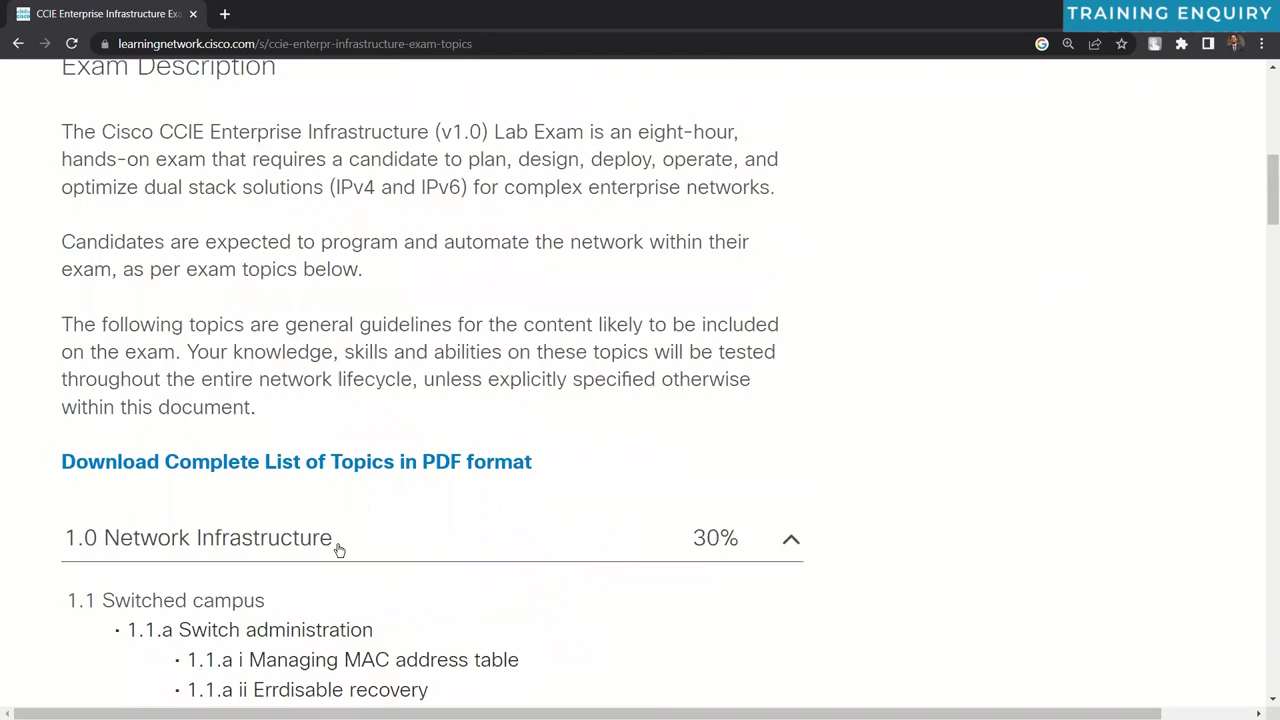 CCIE Enterprise Infrastructure Exa
TRAINING ENQUIRY
learningnetwork.cisco.com/s/ccie-enterpr-infrastructure-exam-topics
Exam Description
The Cisco CCIE Enterprise Infrastructure (v1.0) Lab Exam is an eight-hour,
hands-on exam that requires a candidate to plan, design, deploy, operate, and
optimize dual stack solutions (IPv4 and IPv6) for complex enterprise networks.
Candidates are expected to program and automate the network within their
exam, as per exam topics below.
The following topics are general guidelines for the content likely to be included
on the exam. Your knowledge, skills and abilities on these topics will be tested
throughout the entire network lifecycle, unless explicitly specified otherwise
within this document.
Download Complete List of Topics in PDF format
1.0 Network Infrastructure 30%
1.1 Switched campus
· 1.1.a Switch administration
· 1.1.a i Managing MAC address table
· 1.1.a ii Errdisable recovery